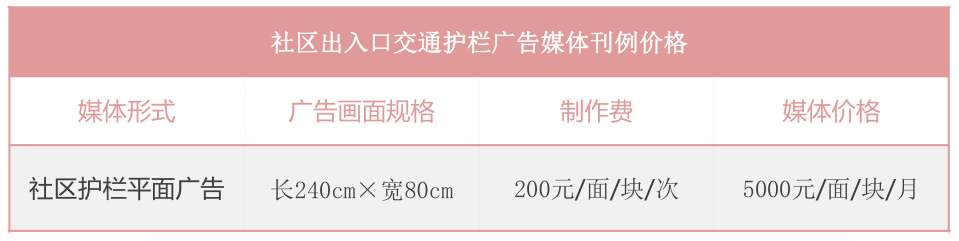 社区出入口交通护栏广告媒体刊例价格
媒体形式 广告画面规格 制作费 媒体价格
社区护栏平面广告 长240cm×宽80cm 200元/面/块/次 5000元/面/块/月